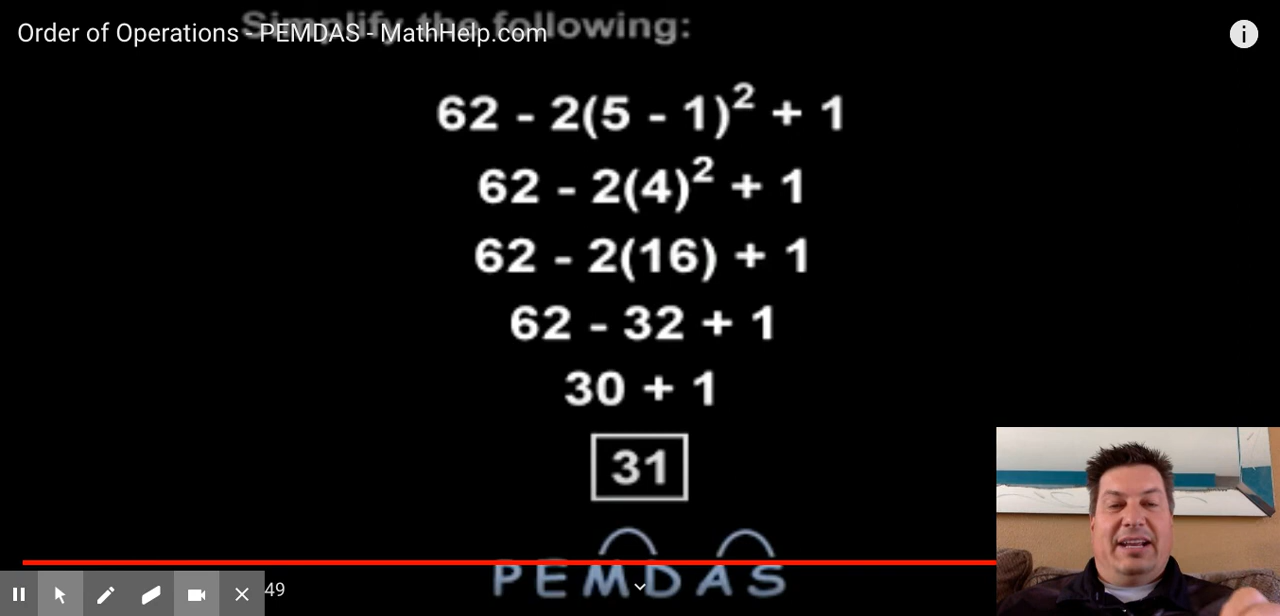 Simplify the following:
Order of Operations - PEMDAS - MathHelp.com
62 - 2(5 - 1)² + 1
62 - 2(4)² + 1
62 - 2(16) + 1
62 - 32 + 1
30 + 1
31
PEMDAS
49